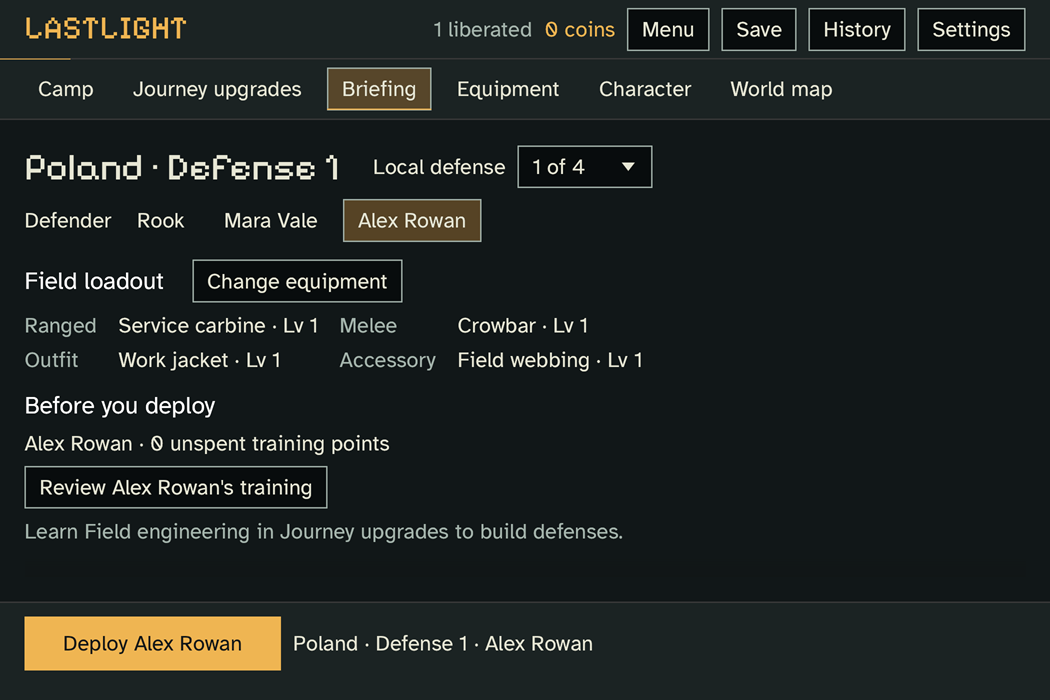 LASTLIGHT 1 liberated 0 coins Menu Save History Settings
Camp Journey upgrades Briefing Equipment Character World map
Poland · Defense 1 Local defense 1 of 4
Defender Rook Mara Vale Alex Rowan
Field loadout Change equipment
Ranged Service carbine · Lv 1 Melee Crowbar · Lv 1
Outfit Work jacket · Lv 1 Accessory Field webbing · Lv 1
Before you deploy
Alex Rowan · 0 unspent training points
Review Alex Rowan's training
Learn Field engineering in Journey upgrades to build defenses.
Deploy Alex Rowan Poland · Defense 1 · Alex Rowan